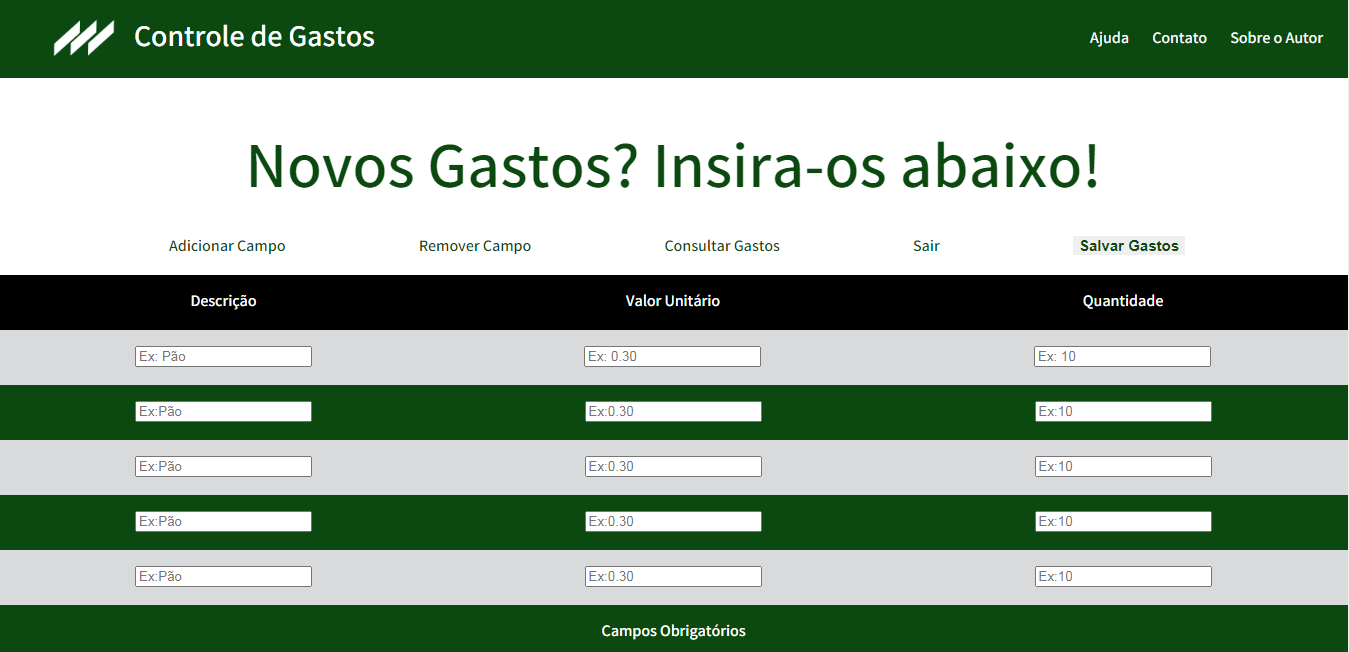 Controle de Gastos Ajuda Contato Sobre o Autor
Novos Gastos? Insira-os abaixo!
Adicionar Campo Remover Campo Consultar Gastos Sair Salvar Gastos
Descrição Valor Unitário Quantidade
Ex: Pão Ex: 0.30 Ex: 10
Ex:Pão Ex:0.30 Ex:10
Ex:Pão Ex:0.30 Ex:10
Ex:Pão Ex:0.30 Ex:10
Ex:Pão Ex:0.30 Ex:10
Campos Obrigatórios